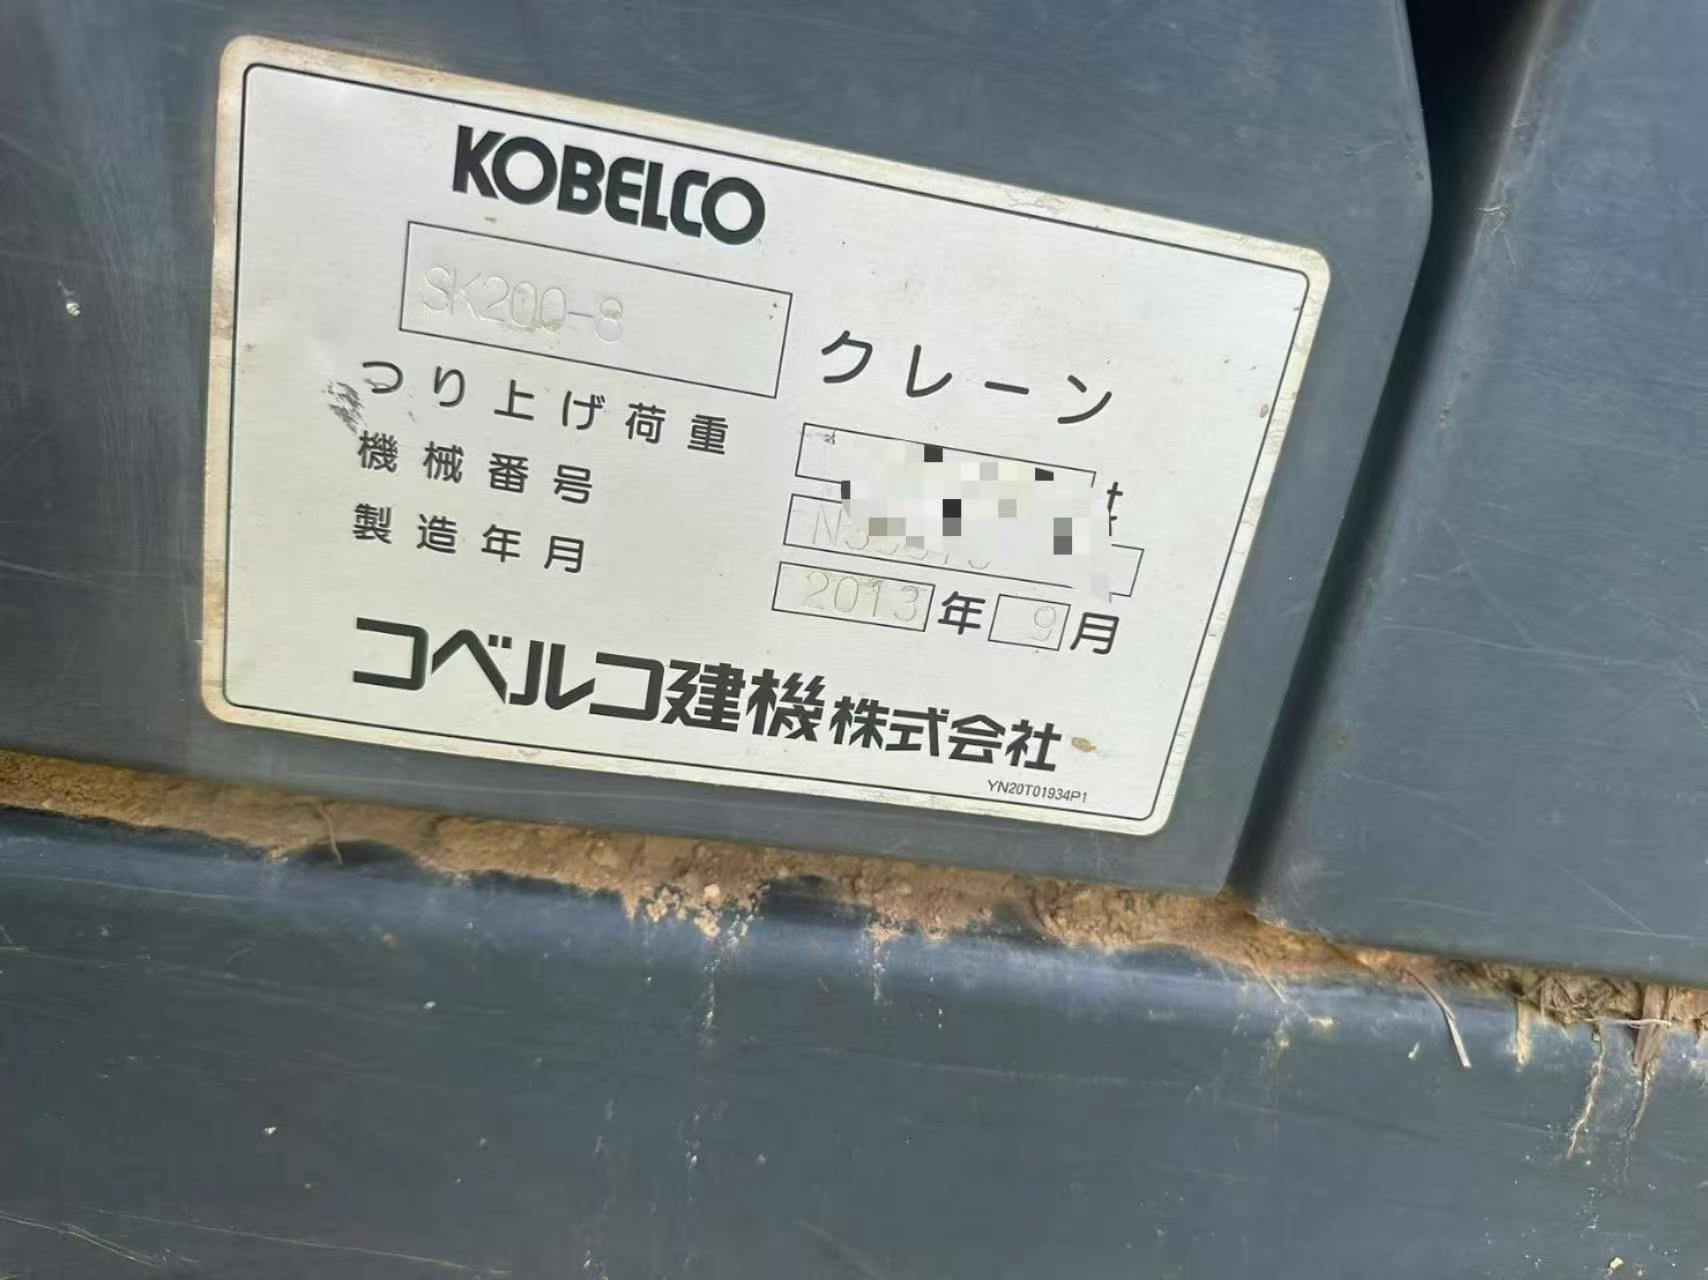 KOBELCO
SK200-8
クレーン
つり上げ荷重 t
機械番号
製造年月 2013年 9月
コベルコ建機株式会社
YN20T01934P1